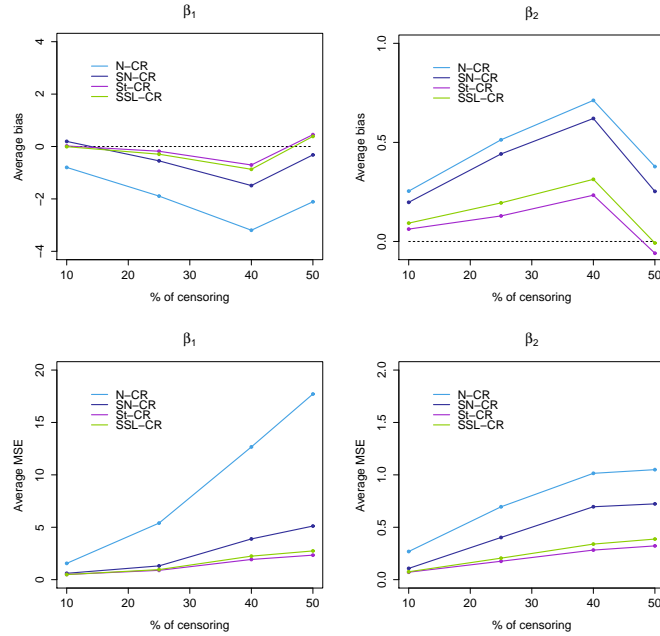 β1
Average bias
4
2
0
−2
−4
N−CR
SN−CR
St−CR
SSL−CR
10 20 30 40 50
% of censoring
β2
Average bias
1.0
0.5
0.0
N−CR
SN−CR
St−CR
SSL−CR
10 20 30 40 50
% of censoring
β1
Average MSE
20
15
10
5
0
N−CR
SN−CR
St−CR
SSL−CR
10 20 30 40 50
% of censoring
β2
Average MSE
2.0
1.5
1.0
0.5
0.0
N−CR
SN−CR
St−CR
SSL−CR
10 20 30 40 50
% of censoring